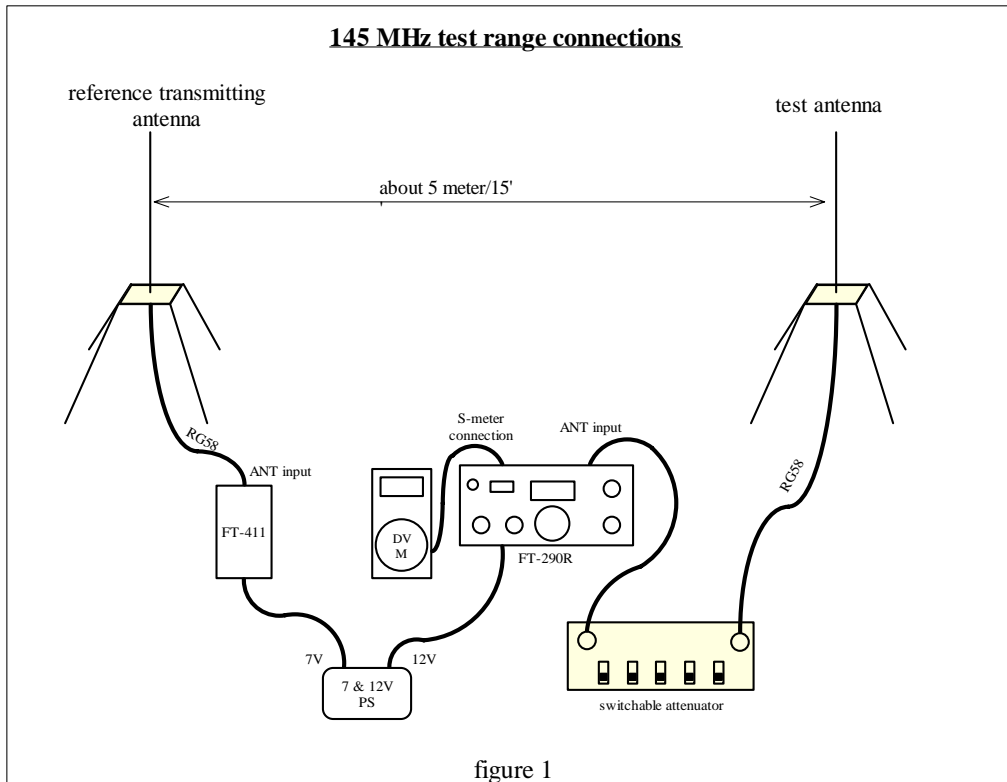 145 MHz test range connections
reference transmitting
antenna
test antenna
about 5 meter/15'
RG58
ANT input
FT-411
S-meter
connection
ANT input
DV
M
FT-290R
RG58
7V
12V
7 & 12V
PS
switchable attenuator
figure 1